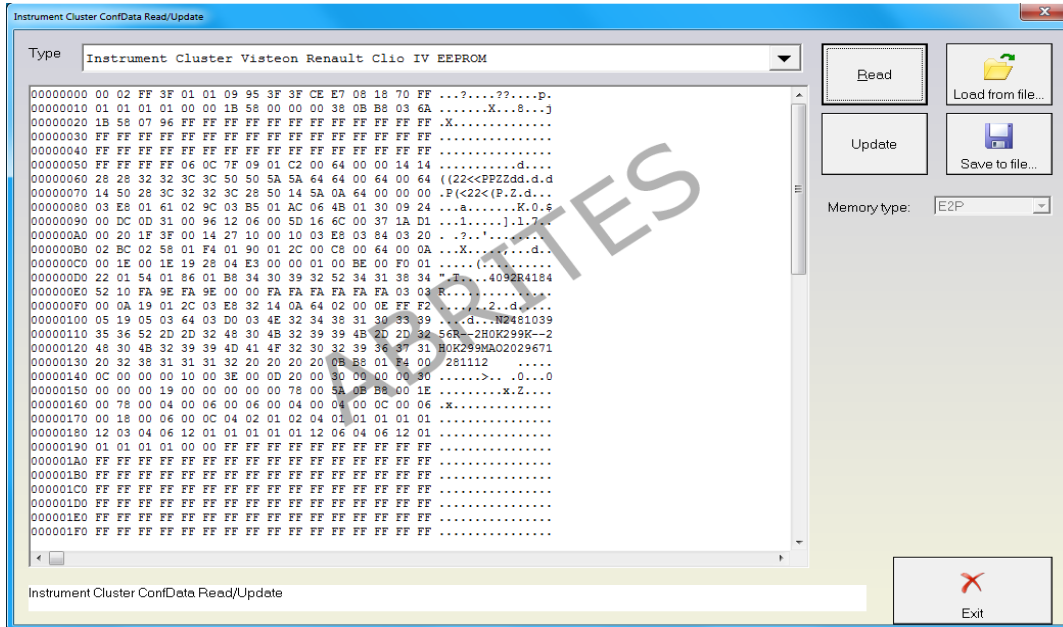 Instrument Cluster ConfData Read/Update
Type
Instrument Cluster Visteon Renault Clio IV EEPROM
Read
Load from file...
Update
Save to file...
Memory type:
E2P
00000000 00 02 FF 3F 01 01 09 95 3F 3F CE E7 08 18 70 FF ...?....??....p.
00000010 01 01 01 01 00 00 1B 58 00 00 00 38 0B B8 03 6A .......X...8...j
00000020 1B 58 07 96 FF FF FF FF FF FF FF FF FF FF FF FF .X..............
00000030 FF FF FF FF FF FF FF FF FF FF FF FF FF FF FF FF ................
00000040 FF FF FF FF FF FF FF FF FF FF FF FF FF FF FF FF ................
00000050 FF FF FF FF 06 0C 7F 09 01 C2 00 64 00 00 14 14 ...........d....
00000060 28 28 32 32 3C 3C 50 50 5A 5A 64 64 00 64 00 64 ((22<<PPZZdd.d.d
00000070 14 50 28 3C 32 32 3C 28 50 14 5A 0A 64 00 00 00 .P(<22<(P.Z.d...
00000080 03 E8 01 61 02 9C 03 B5 01 AC 06 4B 01 30 09 24 ...a.......K.0.$
00000090 00 DC 0D 31 00 96 12 06 00 5D 16 6C 00 37 1A D1 ...1.....].l.7..
000000A0 00 20 1F 3F 00 14 27 10 00 10 03 E8 03 84 03 20 . .?..'........
000000B0 02 BC 02 58 01 F4 01 90 01 2C 00 C8 00 64 00 0A ...X.....,...d..
000000C0 00 1E 00 1E 19 28 04 E3 00 00 01 00 BE 00 F0 01 .....(..........
000000D0 22 01 54 01 86 01 B8 34 30 39 32 52 34 31 38 34 ".T....4092R4184
000000E0 52 10 FA 9E FA 9E 00 00 FA FA FA FA FA FA 03 03 R...............
000000F0 00 0A 19 01 2C 03 E8 32 14 0A 64 02 00 0E FF F2 ....,..2..d.....
00000100 05 19 05 03 64 03 D0 03 4E 32 34 38 31 30 33 39 ....d...N2481039
00000110 35 36 52 2D 2D 32 48 30 4B 32 39 39 4B 2D 2D 32 56R--2H0K299K--2
00000120 48 30 4B 32 39 39 4D 41 4F 32 30 32 39 36 37 31 H0K299MAO2029671
00000130 20 32 38 31 31 31 32 20 20 20 20 0B B8 01 F4 00 281112 .....
00000140 0C 00 00 00 10 00 3E 00 0D 20 00 30 00 00 00 30 ......>.. .0...0
00000150 00 00 00 19 00 00 00 00 00 78 00 5A 0B B8 00 1E .........x.Z....
00000160 00 78 00 04 00 06 00 06 00 04 00 04 00 0C 00 06 .x..............
00000170 00 18 00 06 00 0C 04 02 01 02 04 01 01 01 01 01 ................
00000180 12 03 04 06 12 01 01 01 01 01 12 06 04 06 12 01 ................
00000190 01 01 01 01 00 00 FF FF FF FF FF FF FF FF FF FF ................
000001A0 FF FF FF FF FF FF FF FF FF FF FF FF FF FF FF FF ................
000001B0 FF FF FF FF FF FF FF FF FF FF FF FF FF FF FF FF ................
000001C0 FF FF FF FF FF FF FF FF FF FF FF FF FF FF FF FF ................
000001D0 FF FF FF FF FF FF FF FF FF FF FF FF FF FF FF FF ................
000001E0 FF FF FF FF FF FF FF FF FF FF FF FF FF FF FF FF ................
000001F0 FF FF FF FF FF FF FF FF FF FF FF FF FF FF FF FF ................
ABRITES
Instrument Cluster ConfData Read/Update
Exit